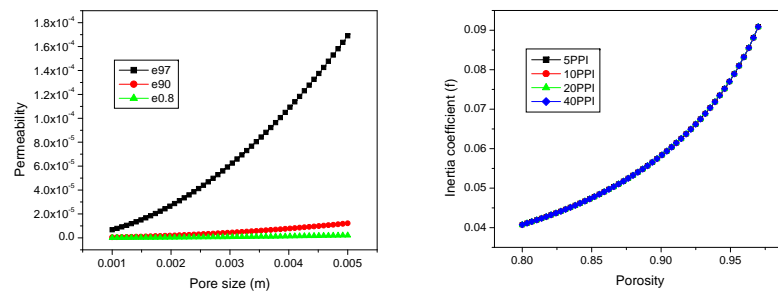 1.8x10⁻⁴
1.6x10⁻⁴
1.4x10⁻⁴
1.2x10⁻⁴
1.0x10⁻⁴
8.0x10⁻⁵
6.0x10⁻⁵
4.0x10⁻⁵
2.0x10⁻⁵
0.0
Permeability
e97
e90
e0.8
0.001 0.002 0.003 0.004 0.005
Pore size (m)
0.09
0.08
0.07
0.06
0.05
0.04
Inertia coefficient (f)
5PPI
10PPI
20PPI
40PPI
0.80 0.85 0.90 0.95
Porosity